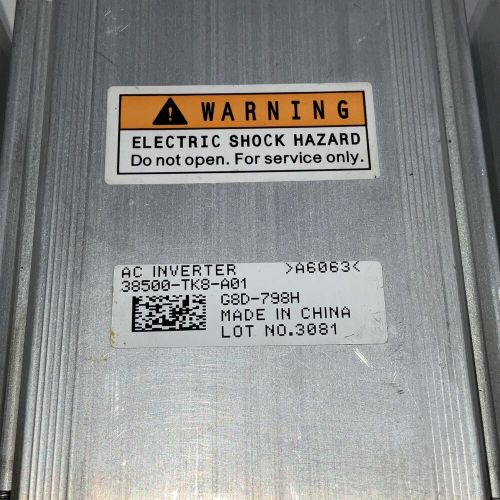 WARNING
ELECTRIC SHOCK HAZARD
Do not open. For service only.
AC INVERTER >A6063<
38500-TK8-A01
G8D-798H
MADE IN CHINA
LOT NO.3081